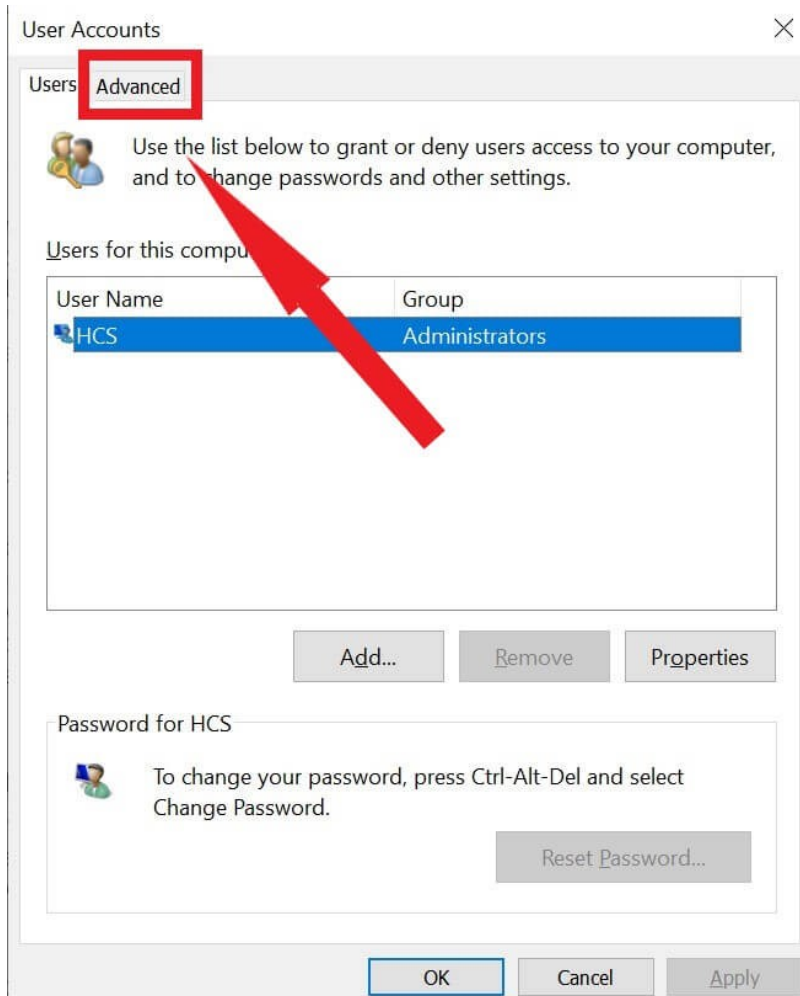 User Accounts
Users
Advanced
Use the list below to grant or deny users access to your computer,
and to change passwords and other settings.
Users for this compu
User Name Group
HCS Administrators
Add... Remove Properties
Password for HCS
To change your password, press Ctrl-Alt-Del and select
Change Password.
Reset Password...
OK Cancel Apply